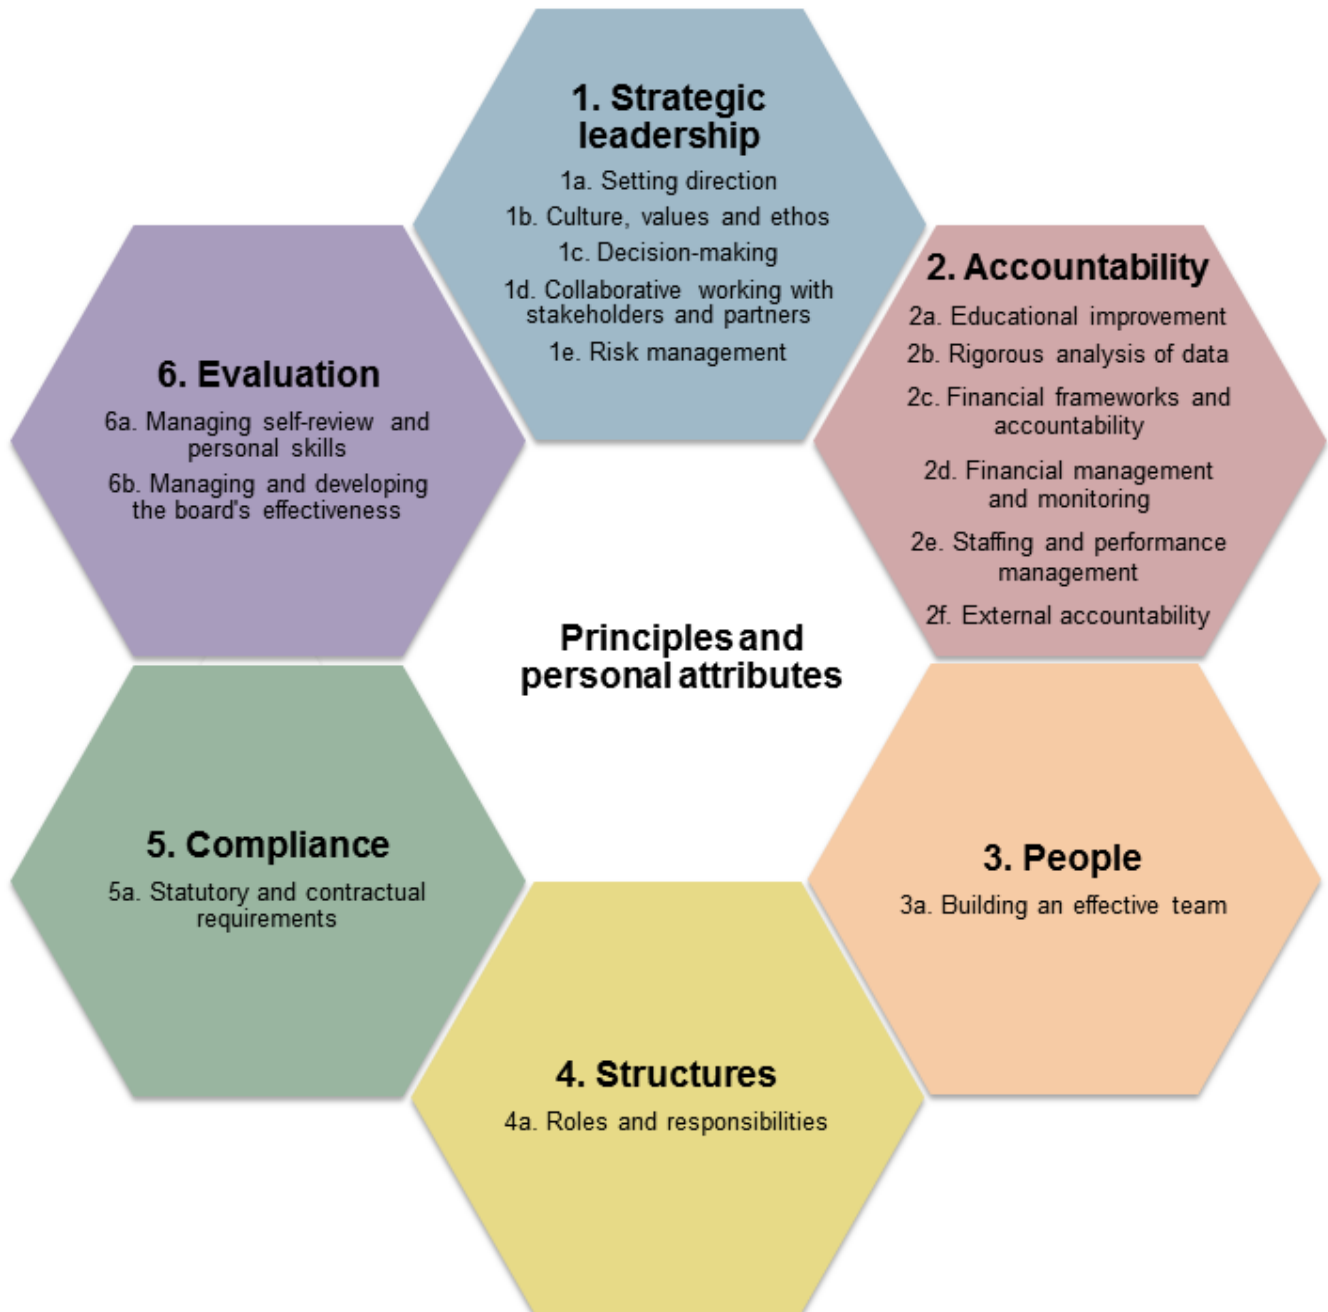 1. Strategic
leadership
1a. Setting direction
1b. Culture, values and ethos
1c. Decision-making
1d. Collaborative working with
stakeholders and partners
1e. Risk management
2. Accountability
2a. Educational improvement
2b. Rigorous analysis of data
2c. Financial frameworks and
accountability
2d. Financial management
and monitoring
2e. Staffing and performance
management
2f. External accountability
3. People
3a. Building an effective team
4. Structures
4a. Roles and responsibilities
5. Compliance
5a. Statutory and contractual
requirements
6. Evaluation
6a. Managing self-review and
personal skills
6b. Managing and developing
the board's effectiveness
Principles and
personal attributes